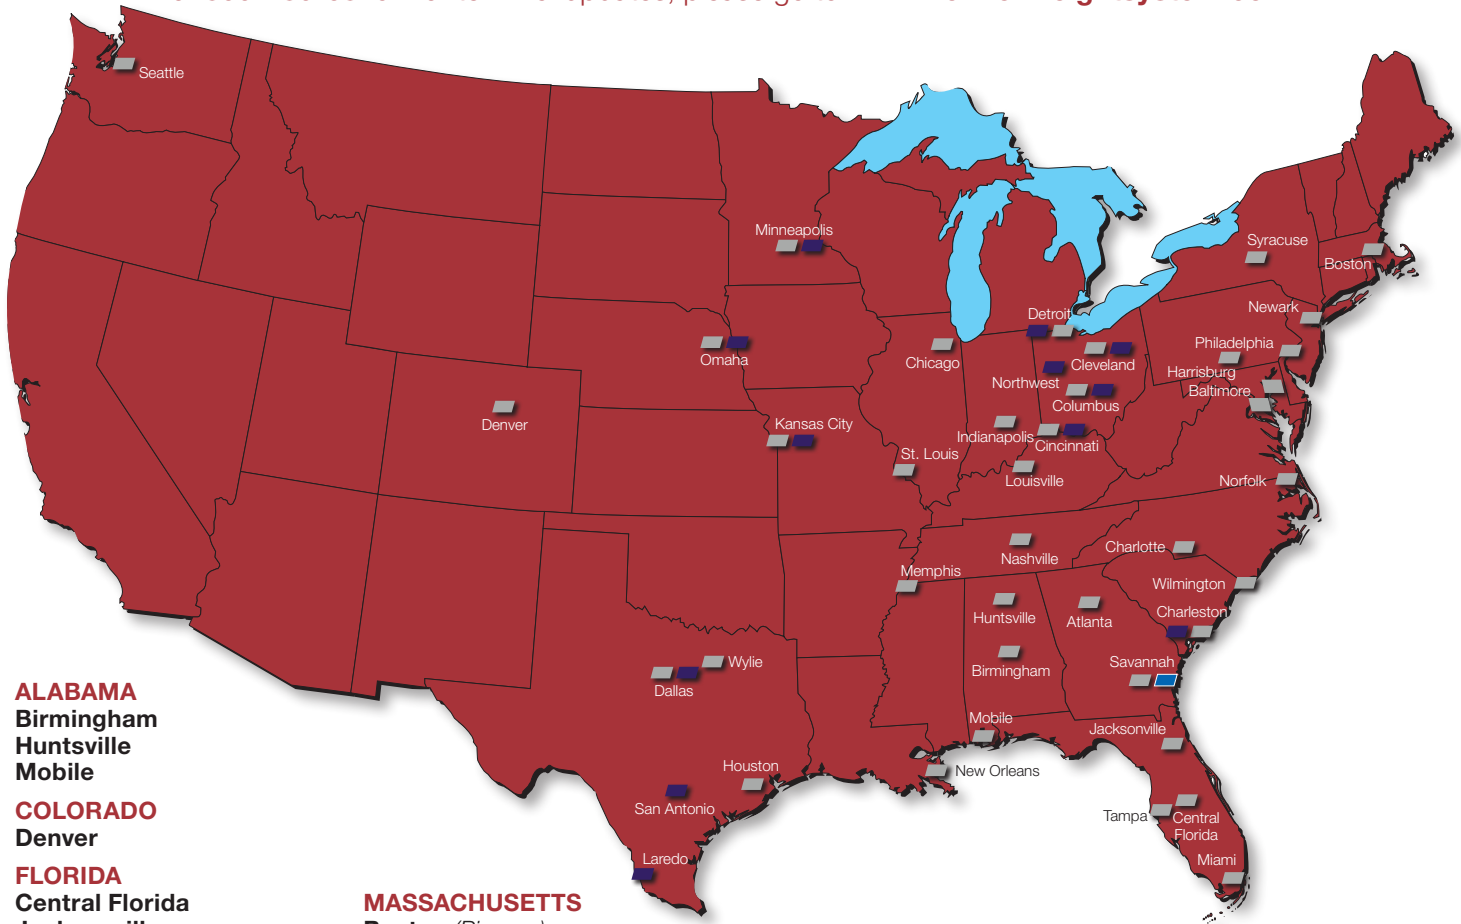 Seattle
Minneapolis
Syracuse
Boston
Newark
Detroit
Philadelphia
Omaha
Chicago
Cleveland
Harrisburg
Northwest
Baltimore
Columbus
Denver
Kansas City
Indianapolis
Cincinnati
St. Louis
Louisville
Norfolk
Charlotte
Nashville
Memphis
Wilmington
Huntsville
Atlanta
Charleston
Wylie
Birmingham
Savannah
Dallas
Mobile
Jacksonville
Houston
New Orleans
San Antonio
Tampa
Central
Florida
Laredo
Miami
ALABAMA
Birmingham
Huntsville
Mobile
COLORADO
Denver
FLORIDA
Central Florida
MASSACHUSETTS